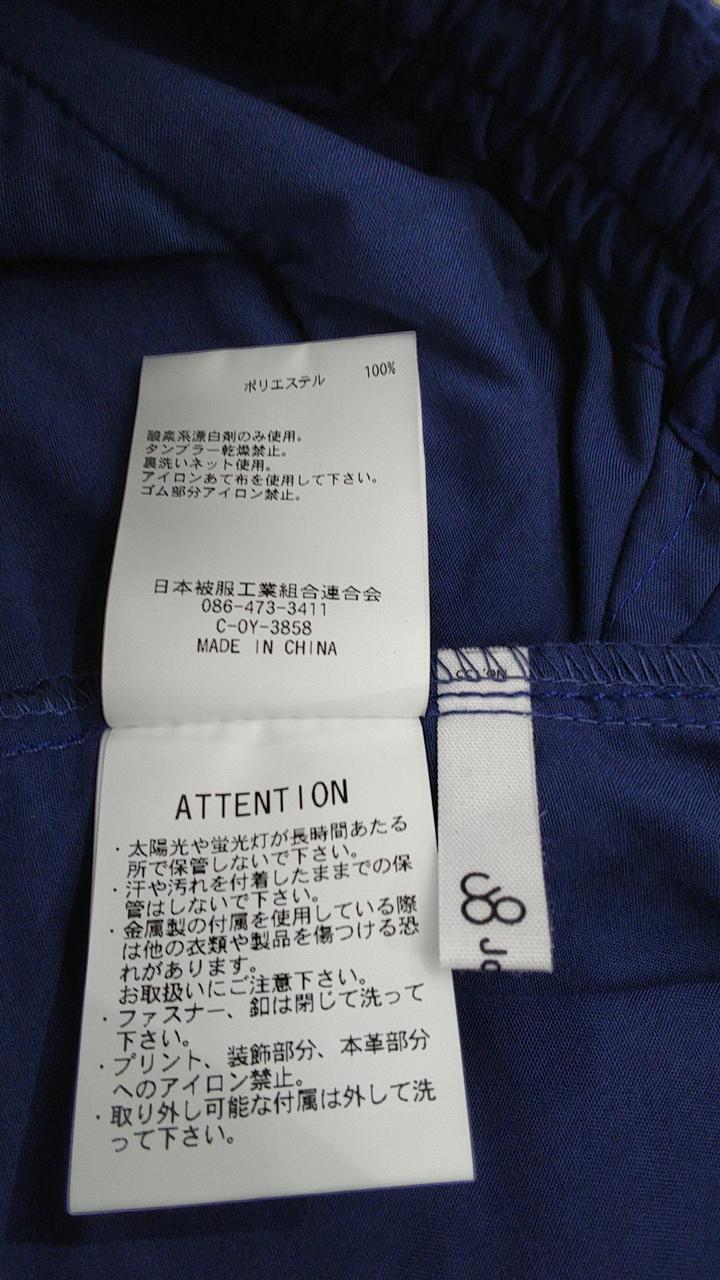 ポリエステル 100%
酸素系漂白剤のみ使用。
タンブラー乾燥禁止。
裏洗いネット使用。
アイロンあて布を使用して下さい。
ゴム部分アイロン禁止。
日本被服工業組合連合会
086-473-3411
C-0Y-3858
MADE IN CHINA
ATTENTION
・太陽光や蛍光灯が長時間あたる
所で保管しないで下さい。
・汗や汚れを付着したままでの保
管はしないで下さい。
・金属製の付属を使用している際
は他の衣類や製品を傷つける恐
れがあります。
お取扱いにご注意下さい。
・ファスナー、釦は閉じて洗って
下さい。
・プリント、装飾部分、本革部分
へのアイロン禁止。
・取り外し可能な付属は外して洗
って下さい。